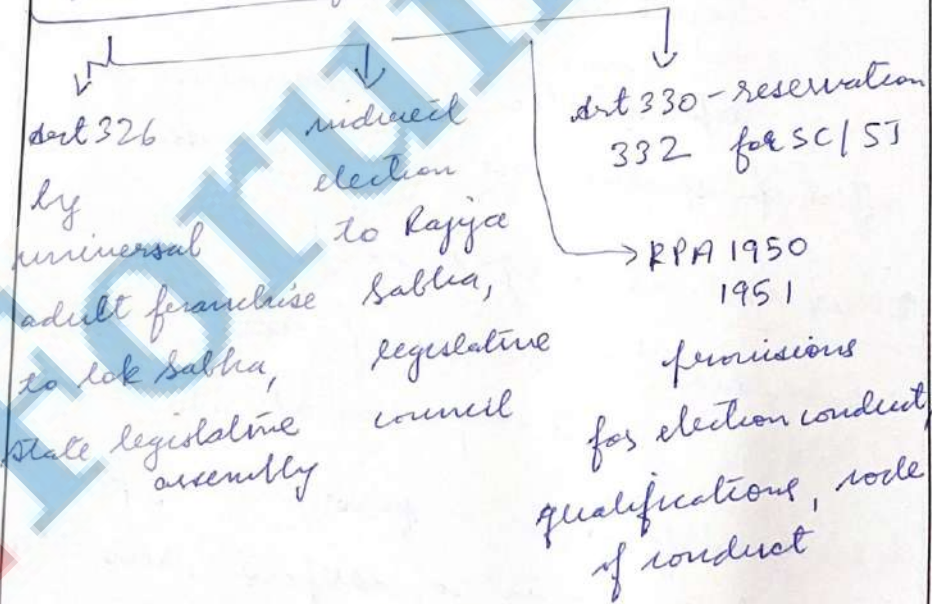 Art 326
by
universal
adult franchise
to Lok Sabha,
State legislative
assembly
indirect
election
to Rajya
Sabha,
legislative
council
Art 330 - reservation
332 for SC/ST
RPA 1950
1951
provisions
for election conduct,
qualifications, code
of conduct
Forum